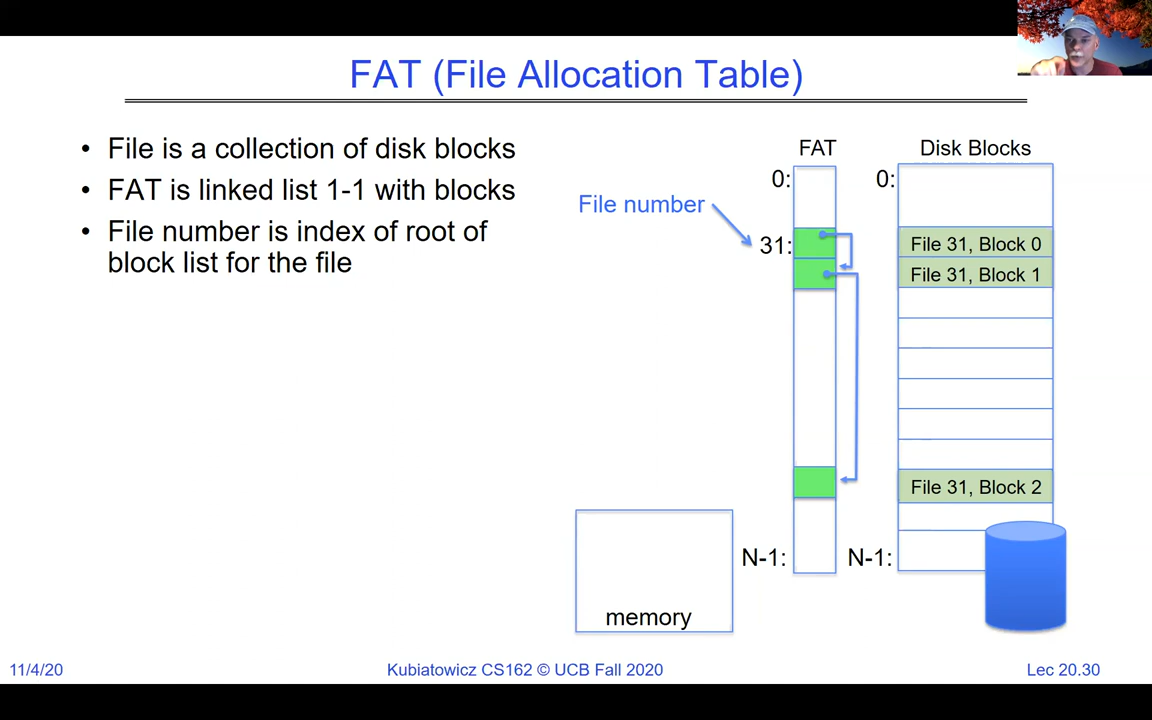 FAT (File Allocation Table)
• File is a collection of disk blocks
• FAT is linked list 1-1 with blocks
• File number is index of root of
block list for the file
FAT
Disk Blocks
0:
0:
File number
31:
File 31, Block 0
File 31, Block 1
File 31, Block 2
N-1:
N-1:
memory
11/4/20
Kubiatowicz CS162 © UCB Fall 2020
Lec 20.30